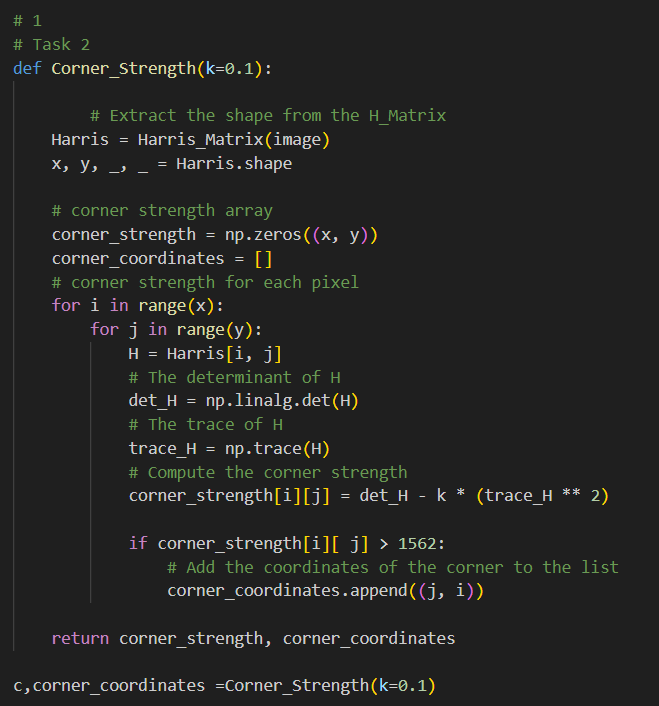 # 1
# Task 2
def Corner_Strength(k=0.1):
# Extract the shape from the H_Matrix
Harris = Harris_Matrix(image)
x, y, _, _ = Harris.shape
# corner strength array
corner_strength = np.zeros((x, y))
corner_coordinates = []
# corner strength for each pixel
for i in range(x):
for j in range(y):
H = Harris[i, j]
# The determinant of H
det_H = np.linalg.det(H)
# The trace of H
trace_H = np.trace(H)
# Compute the corner strength
corner_strength[i][j] = det_H - k * (trace_H ** 2)
if corner_strength[i][ j] > 1562:
# Add the coordinates of the corner to the list
corner_coordinates.append((j, i))
return corner_strength, corner_coordinates
c,corner_coordinates =Corner_Strength(k=0.1)